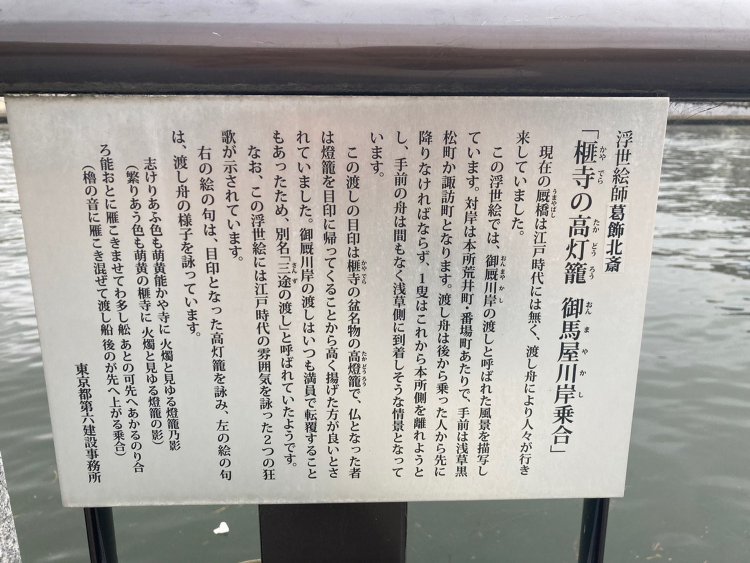 浮世絵師葛飾北斎
「榧寺の高灯籠 御馬屋川岸乗合」
現在の厩橋は江戸時代には無く、渡し舟により人々が行き
来していました。
この浮世絵では、御厩川岸の渡しと呼ばれた風景を描写し
ています。対岸は本所荒井町・番場町あたりで、手前は浅草黒
松町か諏訪町となります。渡し舟は後から乗った人から先に
降りなければならず、1隻はこれから本所側を離れようと
し、手前の舟は間もなく浅草側に到着しそうな情景となって
います。
この渡しの目印は榧寺の盆名物の高燈籠で、仏となった者
は燈籠を目印に帰ってくることから高く揚げた方が良いとさ
れていました。御厩川岸の渡しはいつも満員で転覆すること
もあったため、別名「三途の渡し」と呼ばれていたようです。
なお、この浮世絵には江戸時代の雰囲気を詠った2つの狂
歌が示されています。
右の絵の句は、目印となった高灯籠を詠み、左の絵の句
は、渡し舟の様子を詠っています。
志けりあふ色も萌黄能かや寺に 火燭と見ゆる燈籠乃影
(繁りあう色も萌黄の榧寺に 火燭と見ゆる燈籠の影)
ろ能おとに雁こきませてわ多し舩 あとの可先へあかるのり合
(櫓の音に雁こき混ぜて渡し船 後のが先へ上がる乗合)
東京都第六建設事務所